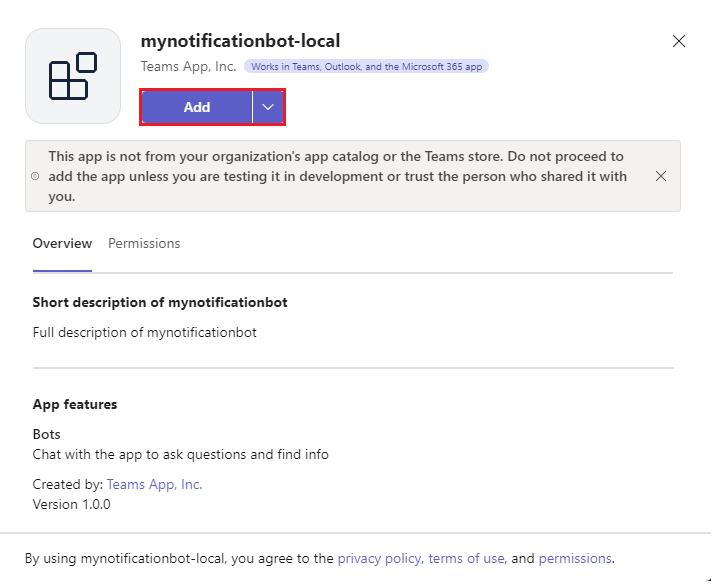 mynotificationbot-local
Teams App, Inc. Works in Teams, Outlook, and the Microsoft 365 app
Add
This app is not from your organization's app catalog or the Teams store. Do not proceed to
add the app unless you are testing it in development or trust the person who shared it with
you.
Overview Permissions
Short description of mynotificationbot
Full description of mynotificationbot
App features
Bots
Chat with the app to ask questions and find info
Created by: Teams App, Inc.
Version 1.0.0
By using mynotificationbot-local, you agree to the privacy policy, terms of use, and permissions.